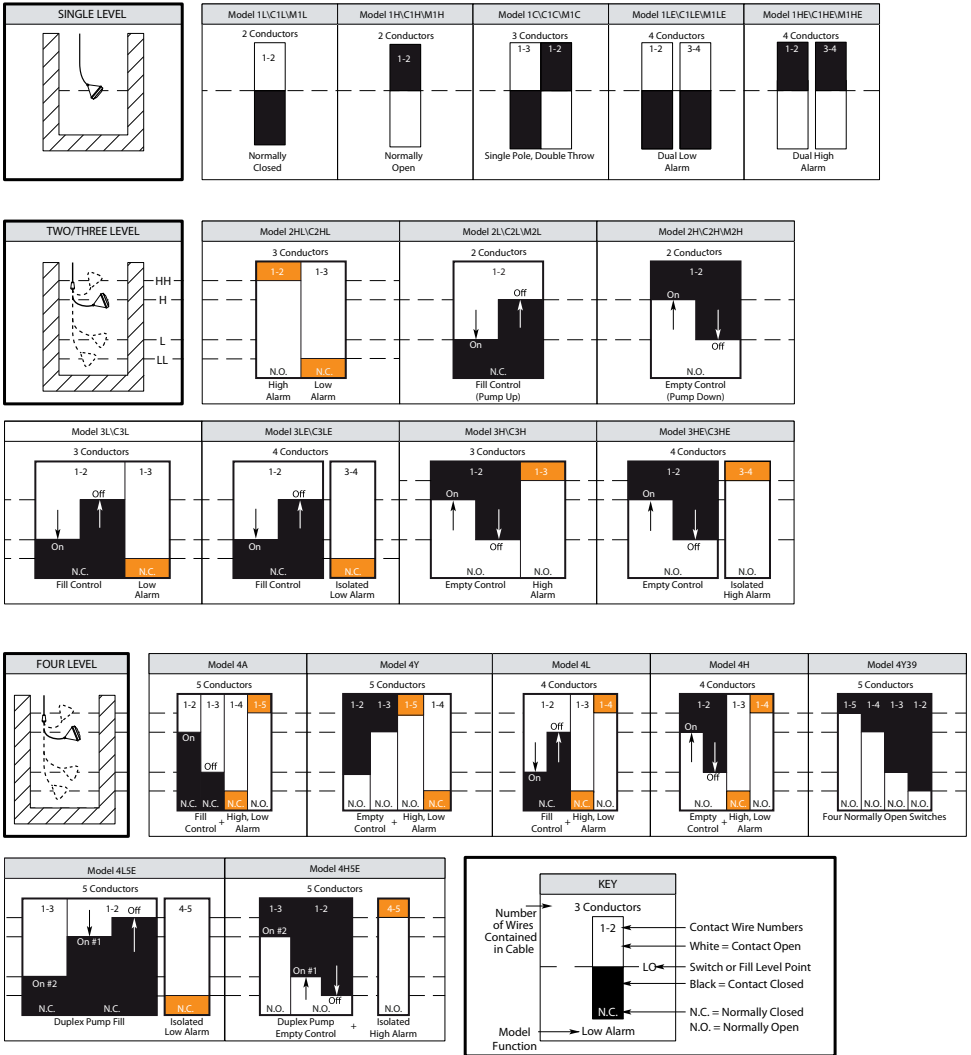 SINGLE LEVEL
Model 1L\C1L\M1L
2 Conductors
1-2
Normally
Closed
Model 1H\C1H\M1H
2 Conductors
1-2
Normally
Open
Model 1C\C1C\M1C
3 Conductors
1-3 1-2
Single Pole, Double Throw
Model 1LE\C1LE\M1LE
4 Conductors
1-2 3-4
Dual Low
Alarm
Model 1HE\C1HE\M1HE
4 Conductors
1-2 3-4
Dual High
Alarm
TWO/THREE LEVEL
HH
H
L
LL
Model 2HL\C2HL
3 Conductors
1-2 1-3
N.O. N.C.
High Low
Alarm Alarm
Model 2L\C2L\M2L
2 Conductors
1-2
Off
On
N.C.
Fill Control
(Pump Up)
Model 2H\C2H\M2H
2 Conductors
1-2
On
Off
N.O.
Empty Control
(Pump Down)
Model 3L\C3L
3 Conductors
1-2 1-3
Off
On
N.C. N.C.
Fill Control Low
Alarm
Model 3LE\C3LE
4 Conductors
1-2 3-4
Off
On
N.C. N.C.
Fill Control Isolated
Low Alarm
Model 3H\C3H
3 Conductors
1-2 1-3
On
Off
N.O. N.O.
Empty Control High
Alarm
Model 3HE\C3HE
4 Conductors
1-2 3-4
On
Off
N.O. N.O.
Empty Control Isolated
High Alarm
FOUR LEVEL
Model 4A
5 Conductors
1-2 1-3 1-4 1-5
On
Off
N.C. N.C. N.C. N.O.
Fill + High, Low
Control Alarm
Model 4Y
5 Conductors
1-2 1-3 1-5 1-4
N.O. N.O. N.O. N.C.
Empty + High, Low
Control Alarm
Model 4L
4 Conductors
1-2 1-3 1-4
Off
On
N.C. N.C. N.O.
Fill + High, Low
Control Alarm
Model 4H
4 Conductors
1-2 1-3 1-4
On
Off
N.O. N.C. N.O.
Empty + High, Low
Control Alarm
Model 4Y39
5 Conductors
1-5 1-4 1-3 1-2
N.O. N.O. N.O. N.O.
Four Normally Open Switches
Model 4L5E
5 Conductors
1-3 1-2 4-5
Off
On #1
On #2
N.C. N.C. N.C.
Duplex Pump Fill Isolated
Low Alarm
Model 4H5E
5 Conductors
1-3 1-2 4-5
On #2
On #1
Off
N.O. N.O. N.O.
Duplex Pump + Isolated
Empty Control High Alarm
KEY
3 Conductors
Number
of Wires
Contained
in Cable
1-2
Contact Wire Numbers
White = Contact Open
LO
Switch or Fill Level Point
Black = Contact Closed
N.C.
N.C. = Normally Closed
N.O. = Normally Open
Model
Function
Low Alarm